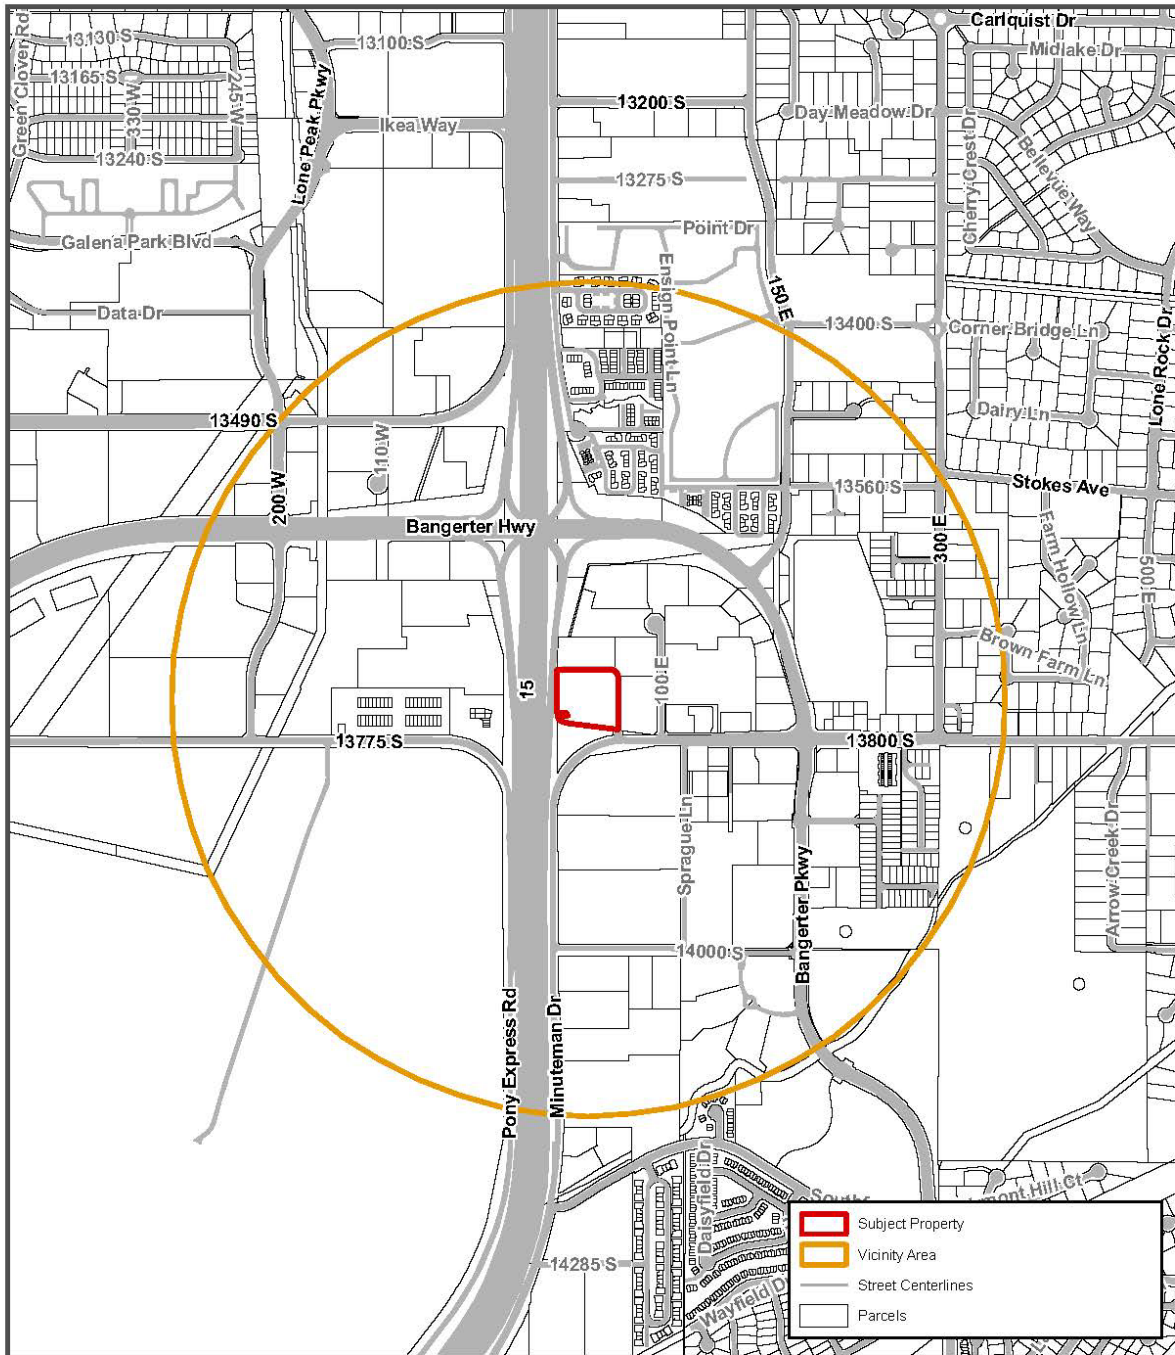 Carlquist Dr
Green Clover Rd
13130 S
13100 S
Midlake Dr
13165 S
245 W
330 W
Lone Peak Pkwy
13200 S
Day Meadow Dr
Ikea Way
13240 S
Cherry Crest Dr
Bellevue Way
13275 S
Point Dr
Galena Park Blvd
Ensign Point Ln
150 E
Data Dr
13400 S
Corner Bridge Ln
Lone Rock Dr
13490 S
Dairy Ln
110 W
200 W
13560 S
Stokes Ave
Bangerter Hwy
300 E
Farm Hollow Ln
500 E
Brown Farm Ln
100 E
15
13775 S
13800 S
Sprague Ln
Bangerter Pkwy
Arrow Creek Dr
14000 S
Pony Express Rd
Minuteman Dr
Daisyfield Dr
14285 S
Wayfield D
mont Hill Ct
Subject Property
Vicinity Area
Street Centerlines
Parcels